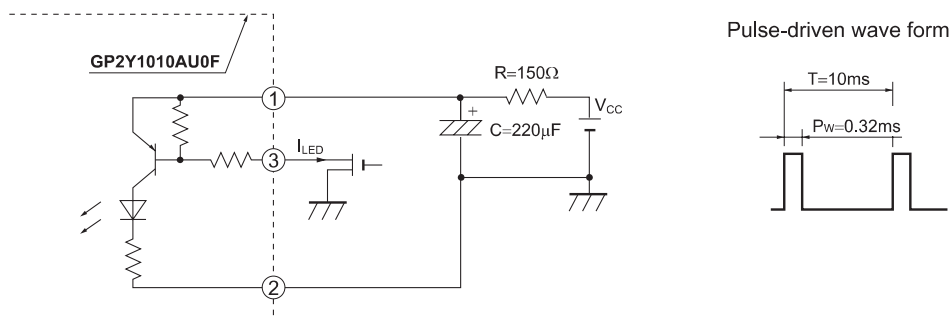 Pulse-driven wave form
GP2Y1010AU0F
T=10ms
R=150Ω
1
+
VCC
C=220μF
PW=0.32ms
ILED
3
2